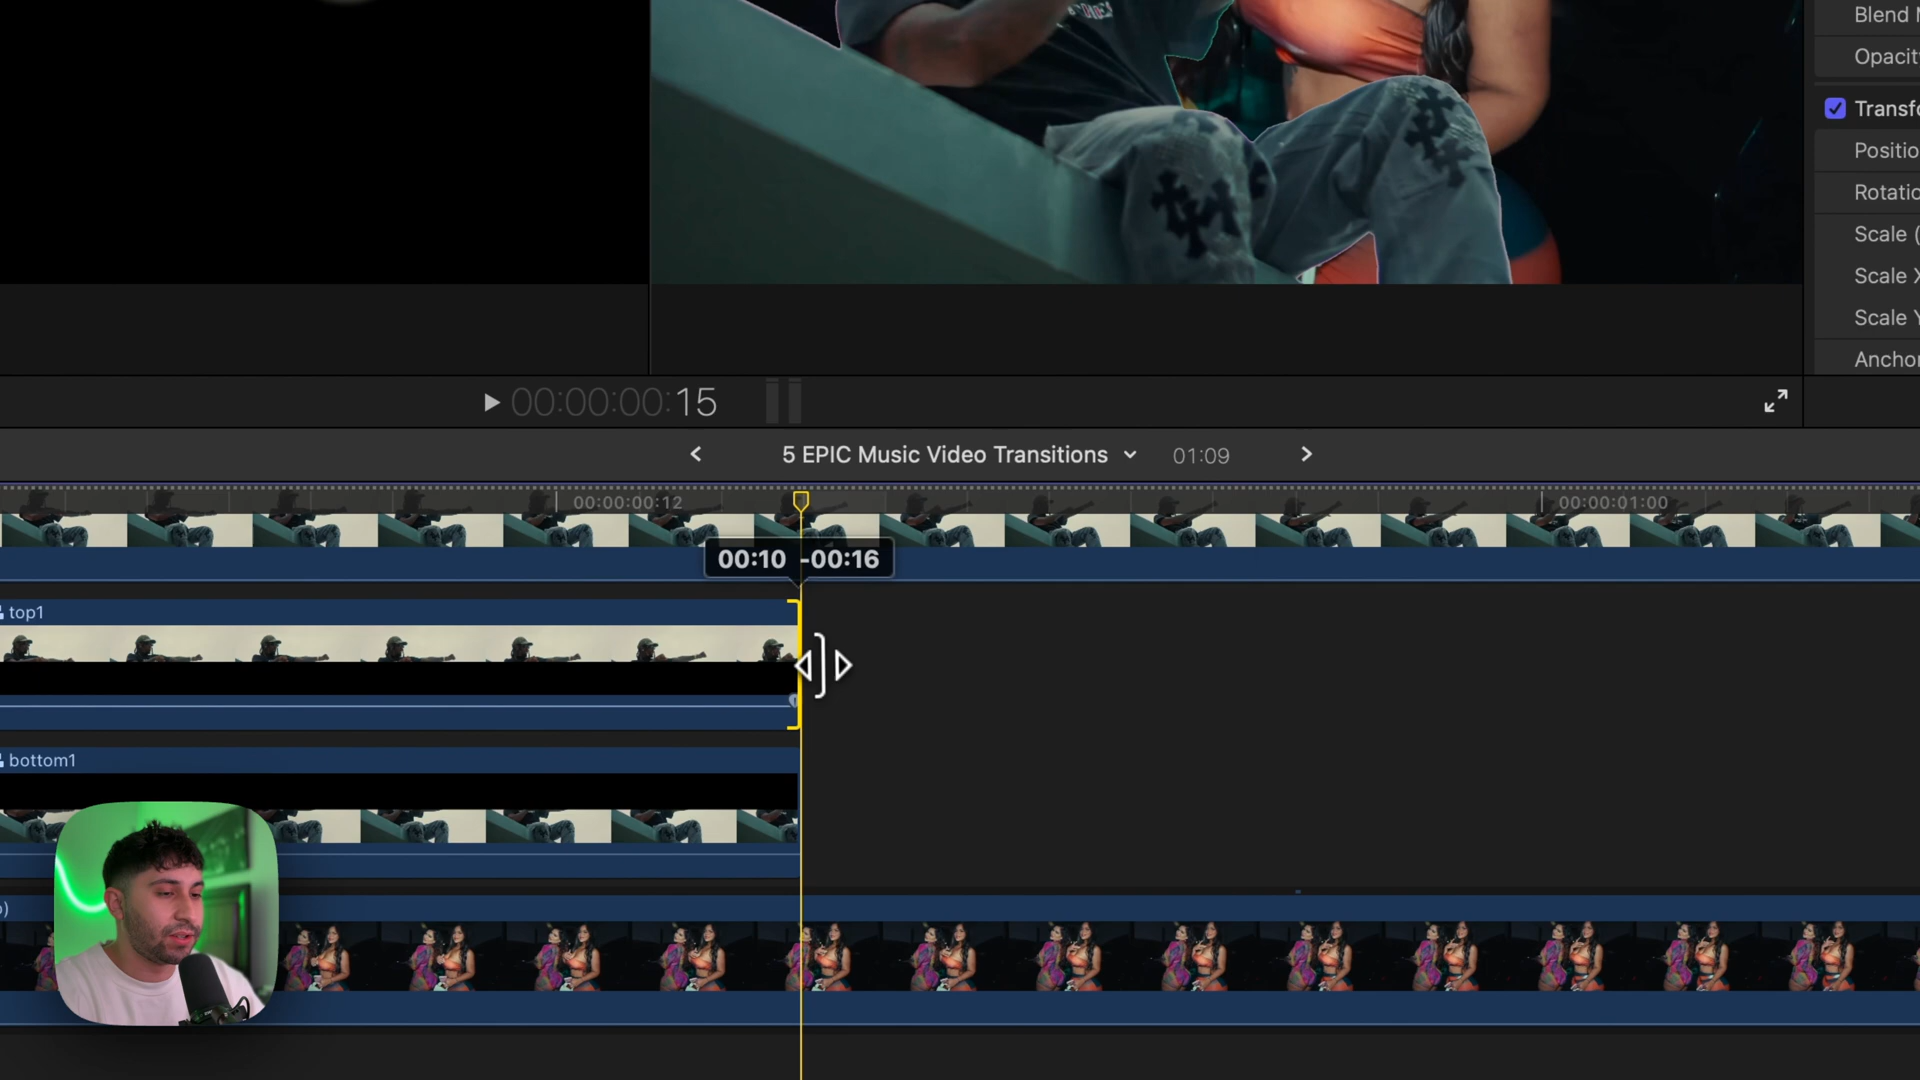 Blend
Opacit
Transfo
Positio
Rotatio
Scale (
Scale X
Scale Y
Anchor
00:00:00:15
5 EPIC Music Video Transitions 01:09
00:00:00:12
00:00:01:00
00:10 -00:16
top1
bottom1